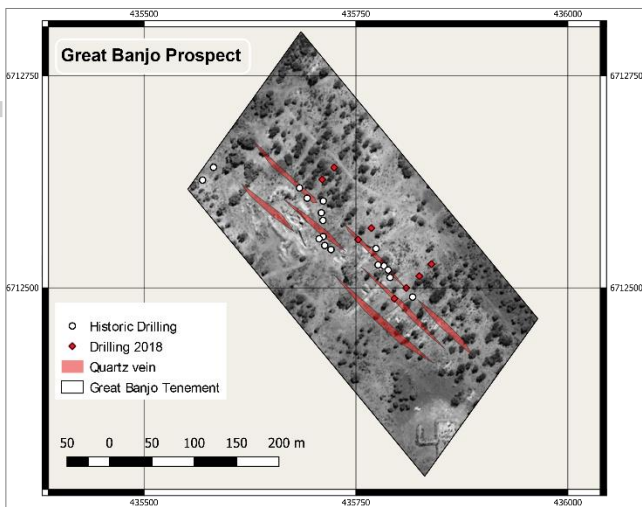 435500 435750 436000
Great Banjo Prospect
6712750 6712750
6712500 6712500
Historic Drilling
Drilling 2018
Quartz vein
Great Banjo Tenement
50 0 50 100 150 200 m
435500 435750 436000